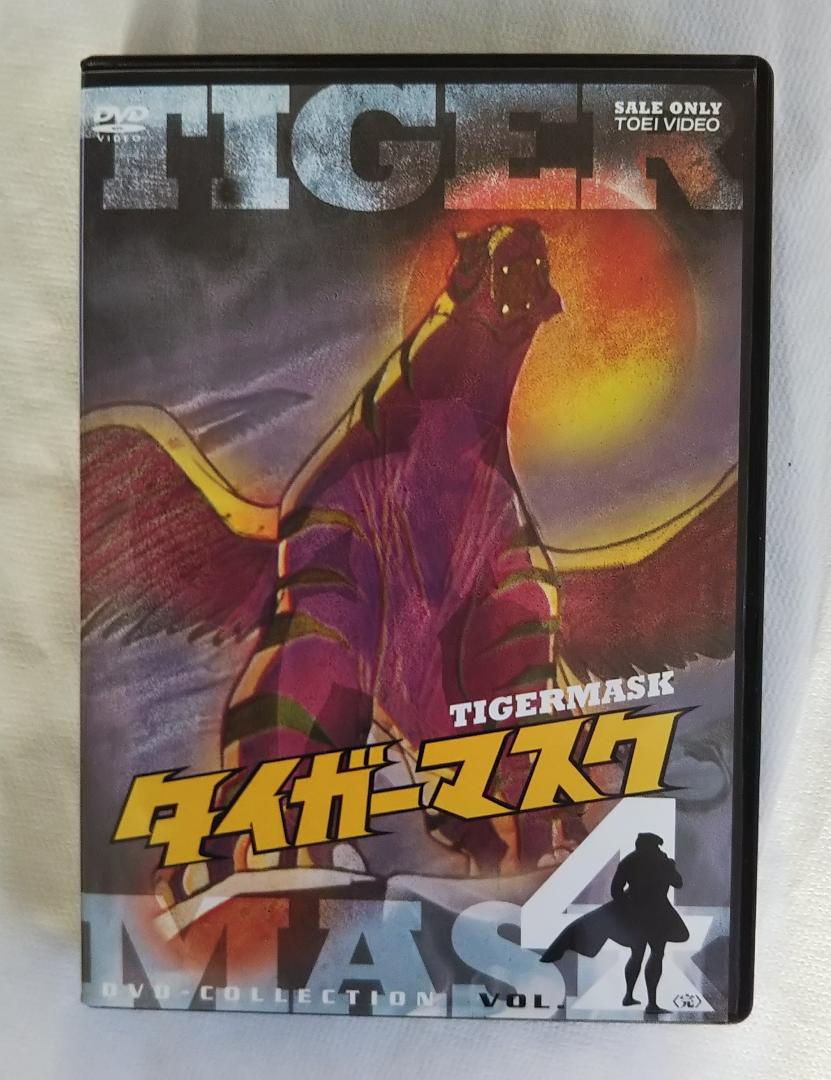 TIGER
DVD
VIDEO
SALE ONLY
TOEI VIDEO
TIGERMASK
タイガーマスク
MASK
DVD-COLLECTION VOL. 4
〈完〉